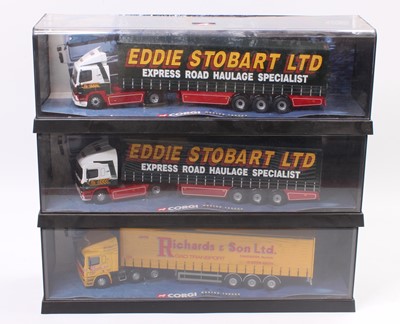 EDDIE STOBART LTD
EXPRESS ROAD HAULAGE SPECIALIST
CORGI
EDDIE STOBART LTD
EXPRESS ROAD HAULAGE SPECIALIST
CORGI
Richards & Son Ltd.
CORGI